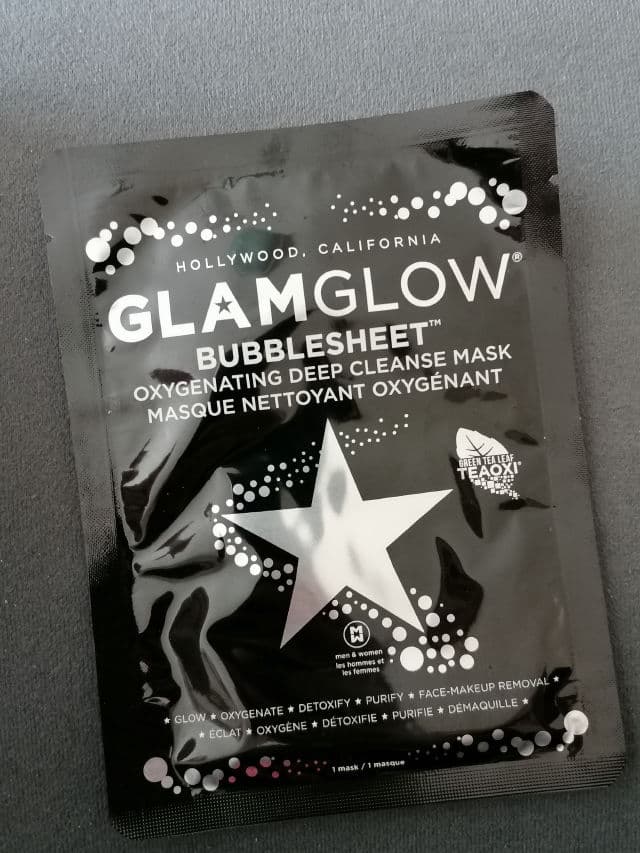 HOLLYWOOD, CALIFORNIA
GLAMGLOW®
BUBBLESHEET™
OXYGENATING DEEP CLEANSE MASK
MASQUE NETTOYANT OXYGÉNANT
GREEN TEA LEAF
TEAOXI®
M
W
men & women
les hommes et
les femmes
★ GLOW ★ OXYGENATE ★ DETOXIFY ★ PURIFY ★ FACE-MAKEUP REMOVAL ★
★ ÉCLAT ★ OXYGÈNE ★ DÉTOXIFIE ★ PURIFIE ★ DÉMAQUILLE ★
1 mask / 1 masque